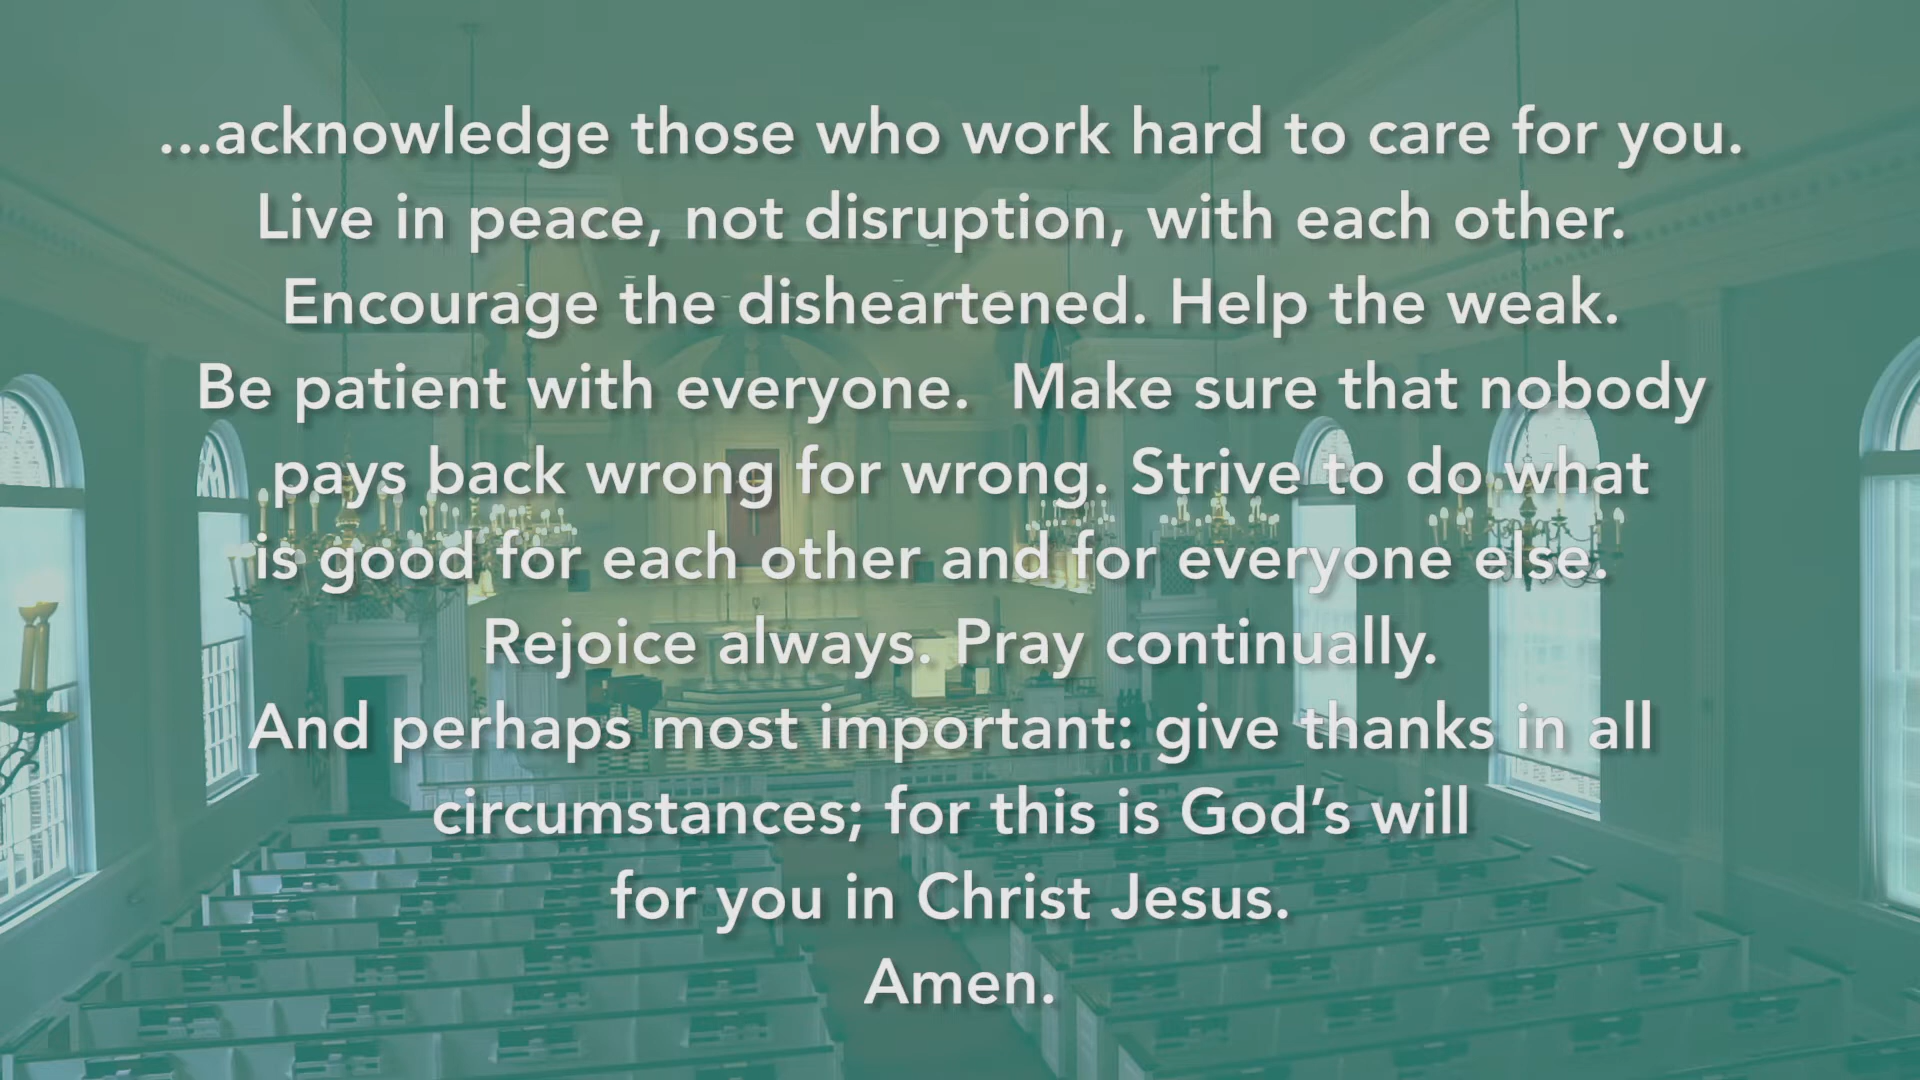 ...acknowledge those who work hard to care for you.
Live in peace, not disruption, with each other.
Encourage the disheartened. Help the weak.
Be patient with everyone.  Make sure that nobody
pays back wrong for wrong. Strive to do what
is good for each other and for everyone else.
Rejoice always. Pray continually.
And perhaps most important: give thanks in all
circumstances; for this is God’s will
for you in Christ Jesus.
Amen.